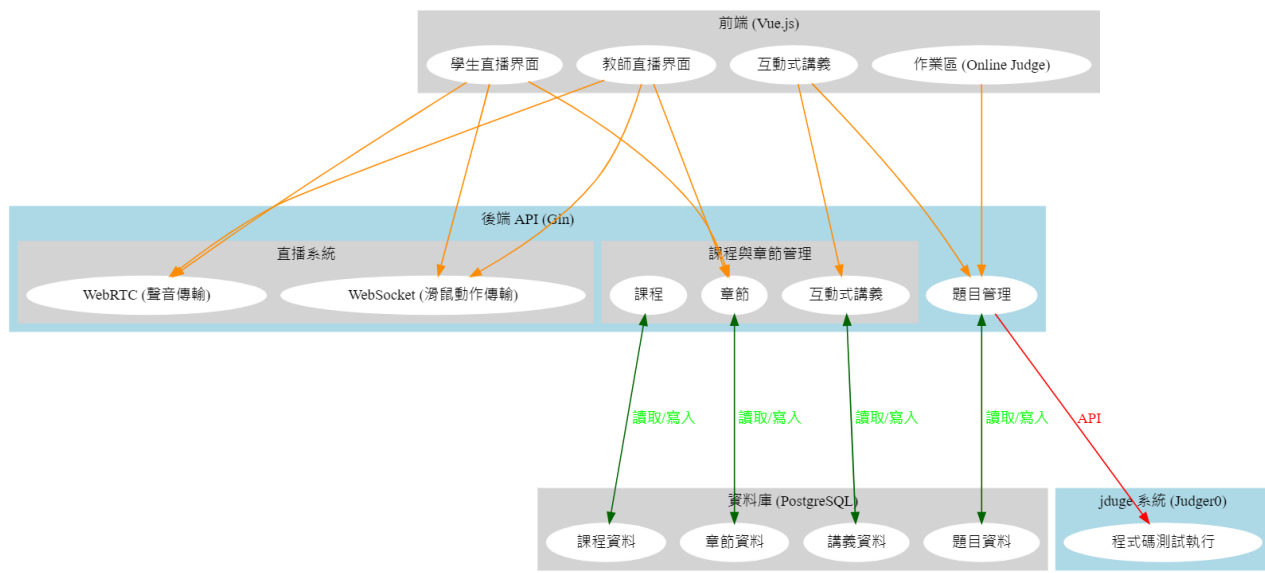 前端 (Vue.js)
學生直播界面
教師直播界面
互動式講義
作業區 (Online Judge)
後端 API (Gin)
直播系統
課程與章節管理
WebRTC (聲音傳輸)
WebSocket (滑鼠動作傳輸)
課程
章節
互動式講義
題目管理
讀取/寫入
讀取/寫入
讀取/寫入
讀取/寫入
API
資料庫 (PostgreSQL)
jduge 系統 (Judger0)
課程資料
章節資料
講義資料
題目資料
程式碼測試執行